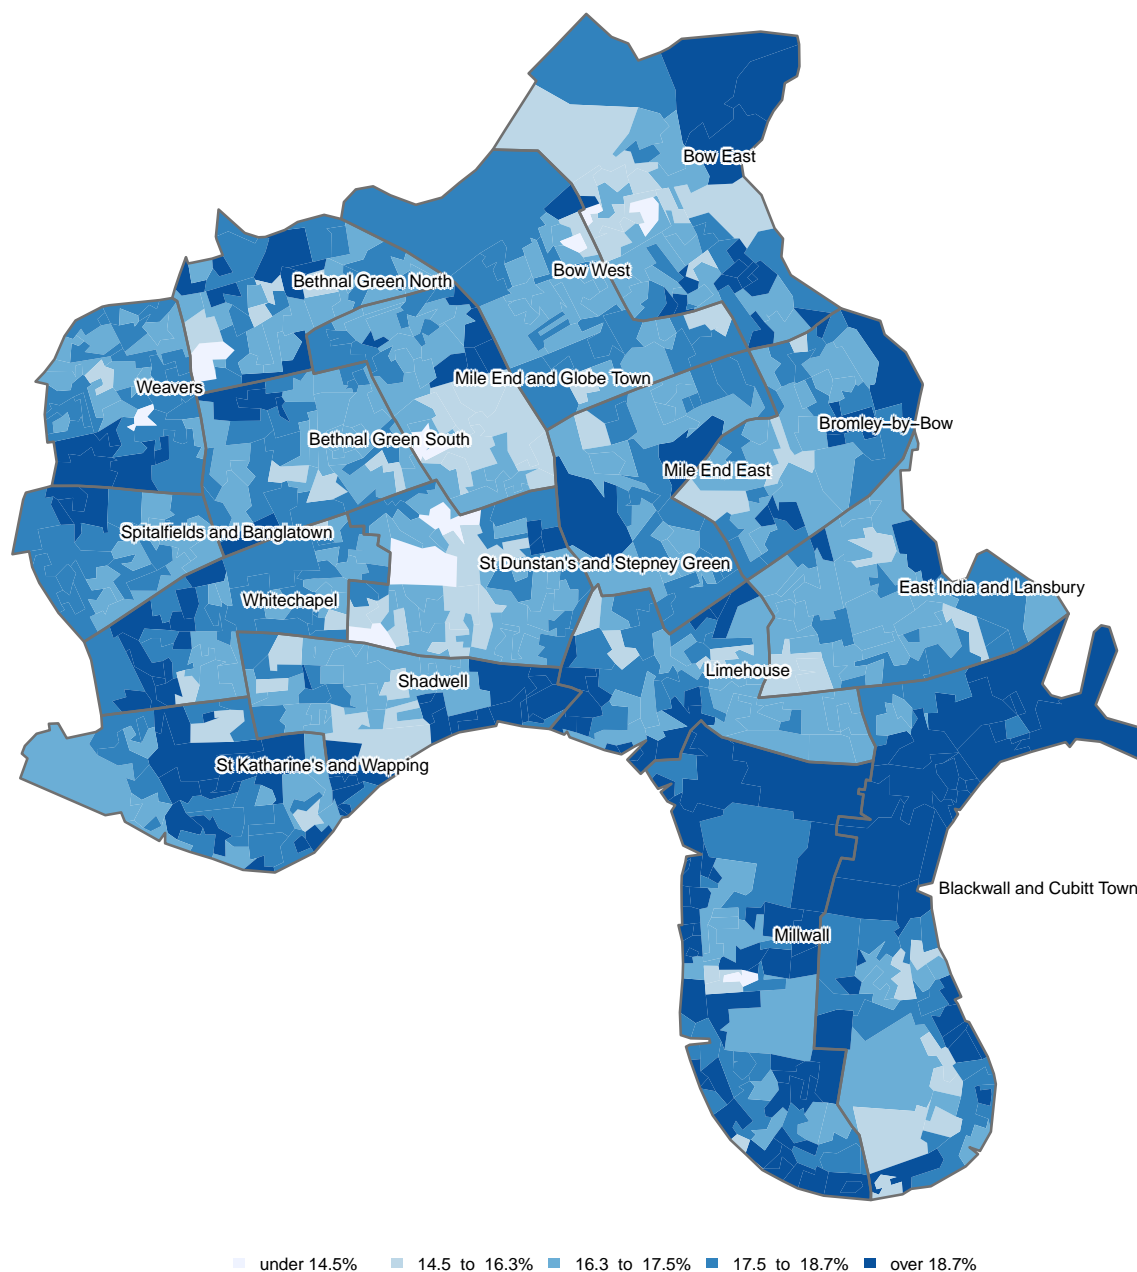 Bow East
Bow West
Bethnal Green North
Mile End and Globe Town
Weavers
Bromley−by−Bow
Bethnal Green South
Mile End East
Spitalfields and Banglatown
St Dunstan's and Stepney Green
East India and Lansbury
Whitechapel
Limehouse
Shadwell
St Katharine's and Wapping
Blackwall and Cubitt Town
Millwall
under 14.5% 14.5 to 16.3% 16.3 to 17.5% 17.5 to 18.7% over 18.7%